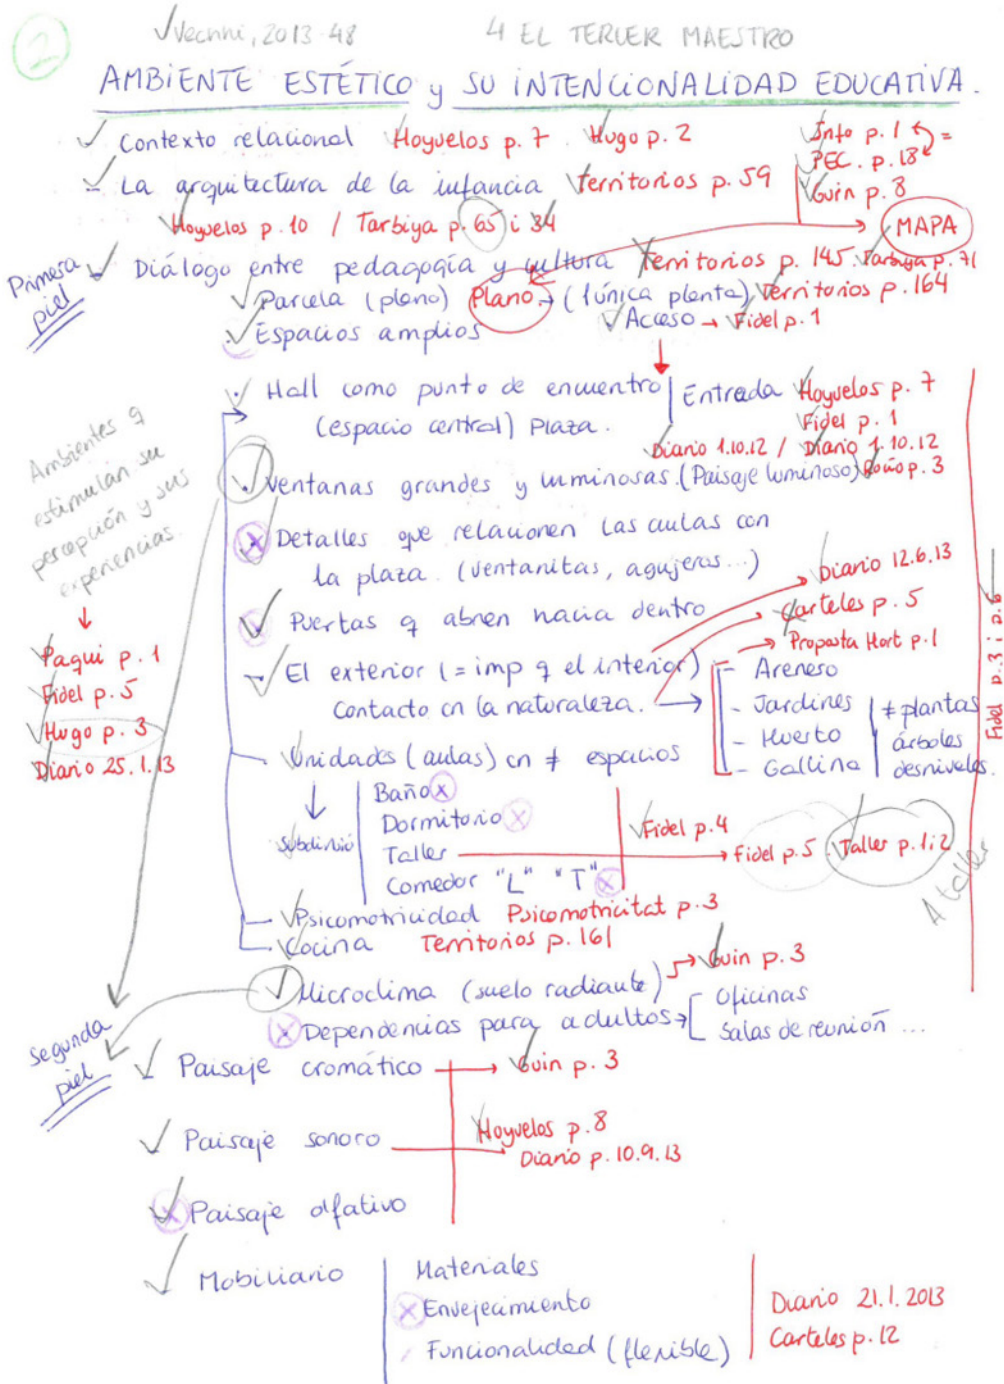 2
Vecchi, 2013:48
4 EL TERCER MAESTRO
AMBIENTE ESTÉTICO y SU INTENCIONALIDAD EDUCATIVA.
Contexto relacional Hoyuelos p. 7 Hugo p. 2 Info p. 1 =
PEC. p. 18
- La arquitectura de la infancia Territorios p. 59 Guin p. 8
Hoyuelos p. 10 / Tarbiya p. 65 i 34 MAPA
Primera piel
Diálogo entre pedagogía y cultura Territorios p. 145 Tarbiya p. 71
Parcela (plano) Plano → (1única planta) Territorios p. 164
Acceso → Fidel p. 1
Espacios amplios
Hall como punto de encuentro Entrada Hoyuelos p. 7
(espacio central) Plaza. Fidel p. 1
Diario 1.10.12 / Diario 1.10.12
Ventanas grandes y luminosas. (Paisaje luminoso) p. 3
Detalles que relacionen las aulas con
la plaza. (ventanitas, agujeros...)
Puertas q abren hacia dentro
- El exterior (= imp q el interior)
Contacto cn la naturaleza. →
Diario 12.6.13
Carteles p. 5
Proposta Hort p. 1
- Areneso
- Jardines
- Huerto
- Gallina
≠ plantas
árboles
desniveles.
Fidel p. 3 i p. 6
Ambientes q
estimulan su
percepción y sus
experiencias.
Paqui p. 1
Fidel p. 5
Hugo p. 3
Diario 25.1.13
- Unidades (aulas) cn ≠ espacios
Baño
Dormitorio
Taller
Comedor "L" "T"
Fidel p. 4
Fidel p. 5 Taller p. 1 i 2
A taller
- Psicomotricidad Psicomotricitat p. 3
- Cocina Territorios p. 161
Microclima (suelo radiante) → Guin p. 3
Dependencias para adultos → Oficinas
Salas de reunión ...
Segunda piel
Paisaje cromático → Guin p. 3
Paisaje sonoro Hoyuelos p. 8
Diario p. 10.9.13
Paisaje olfativo
Mobiliario
Materiales
Envejecimiento
Funcionalidad (flexible)
Diario 21.1.2013
Carteles p. 12